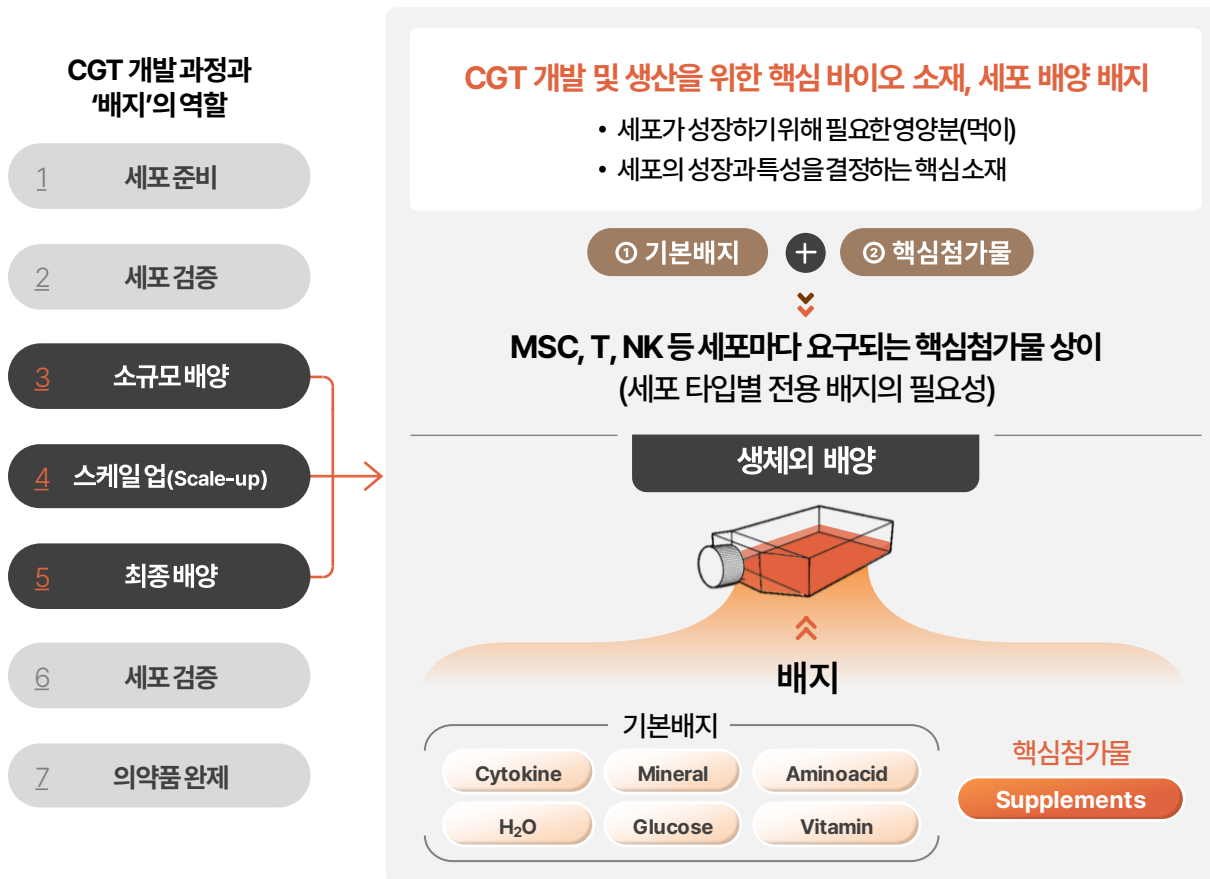 CGT 개발 과정과
‘배지’의 역할
1 세포 준비
2 세포 검증
3 소규모 배양
4 스케일 업(Scale-up)
5 최종 배양
6 세포 검증
7 의약품 완제
CGT 개발 및 생산을 위한 핵심 바이오 소재, 세포 배양 배지
• 세포가 성장하기 위해 필요한 영양분(먹이)
• 세포의 성장과 특성을 결정하는 핵심 소재
① 기본배지 + ② 핵심첨가물
MSC, T, NK 등 세포마다 요구되는 핵심첨가물 상이
(세포 타입별 전용 배지의 필요성)
생체외 배양
배지
기본배지
Cytokine Mineral Aminoacid
H₂O Glucose Vitamin
핵심첨가물
Supplements